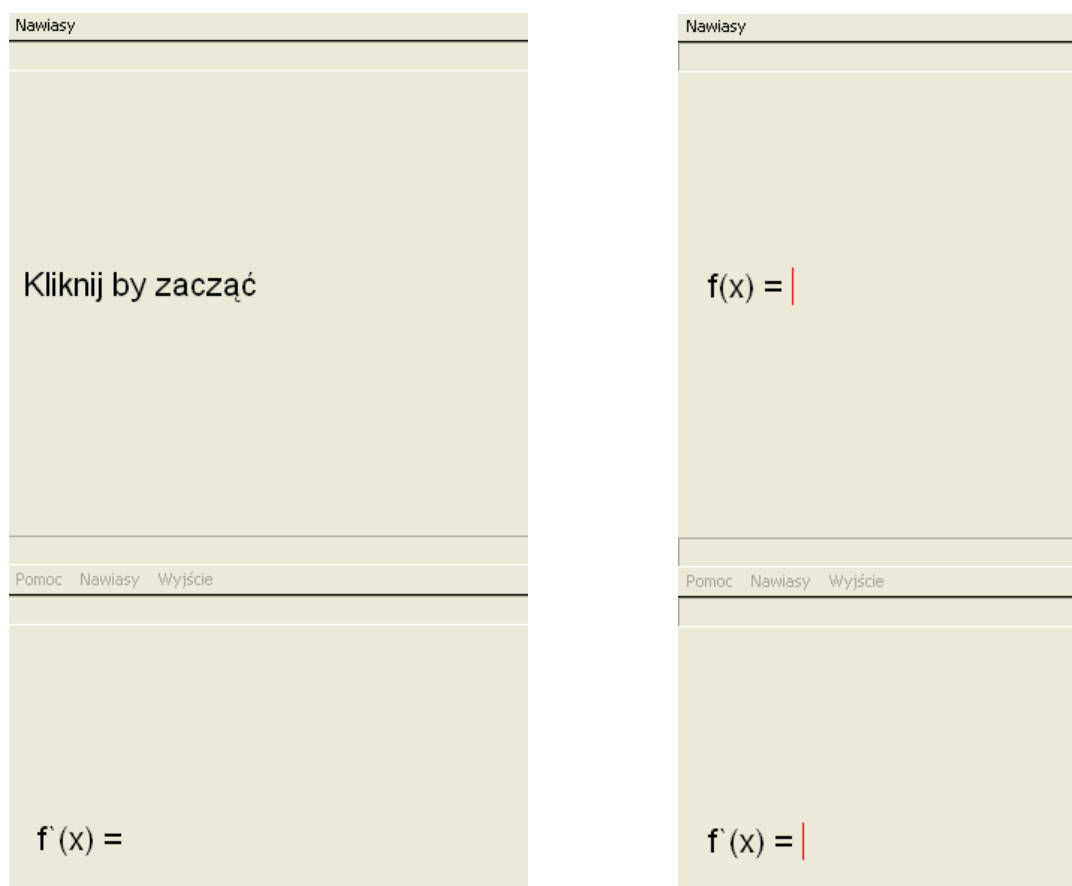 Nawiasy
Kliknij by zacząć
Pomoc Nawiasy Wyjście
f`(x) =
Nawiasy
f(x) =
Pomoc Nawiasy Wyjście
f`(x) =